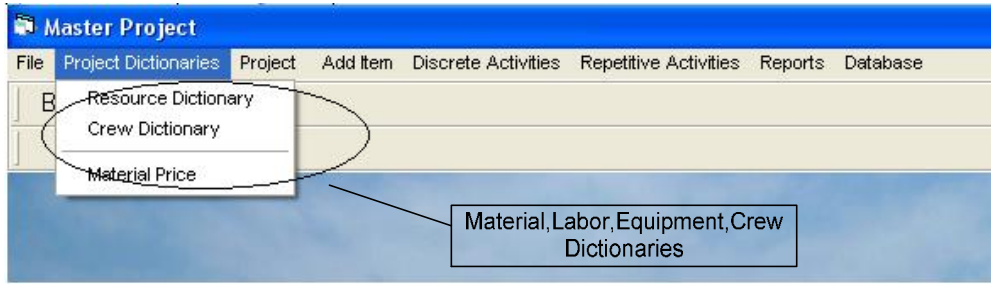 Master Project
File Project Dictionaries Project Add Item Discrete Activities Repetitive Activities Reports Database
B
Resource Dictionary
Crew Dictionary
Material Price
Material,Labor,Equipment,Crew
Dictionaries